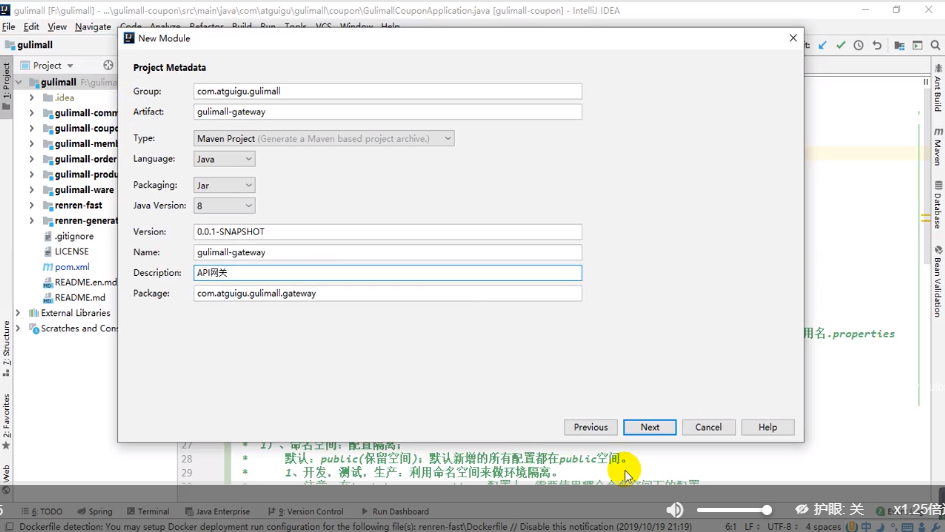 gulimall [F:\gulimall] - ...\gulimall-coupon\src\main\java\com\atguigu\gulimall\coupon\GulimallCouponApplication.java [gulimall-coupon] - IntelliJ IDEA
File Edit View Navigate
gulimall
New Module
Project
1: Project
gulimall F:\gulima
.idea
gulimall-comm
gulimall-coupo
gulimall-memb
gulimall-order
gulimall-produ
gulimall-ware
renren-fast
renren-generat
.gitignore
LICENSE
pom.xml
README.en.md
README.md
External Libraries
Scratches and Cons
Project Metadata
Group: com.atguigu.gulimall
Artifact: gulimall-gateway
Type: Maven Project (Generate a Maven based project archive.)
Language: Java
Packaging: Jar
Java Version: 8
Version: 0.0.1-SNAPSHOT
Name: gulimall-gateway
Description: API网关
Package: com.atguigu.gulimall.gateway
Previous Next Cancel Help
Ant
Maven
Database
Bean Validation
7: Structure
2: Favorites
Web
用名.properties
27 * 1)、命名空间:配置隔离;
28 * 默认:public(保留空间);默认新增的所有配置都在public空间。
29 * 1、开发,测试,生产:利用命名空间来做环境隔离。
护眼: 关 x1.25倍
6: TODO Spring Terminal Java Enterprise 9: Version Control Run Dashboard
Dockerfile detection: You may setup Docker deployment run configuration for the following file(s): renren-fast/Dockerfile // Disable this notification (2019/10/19 21:19)
6:1 LF UTF-8 4 spaces